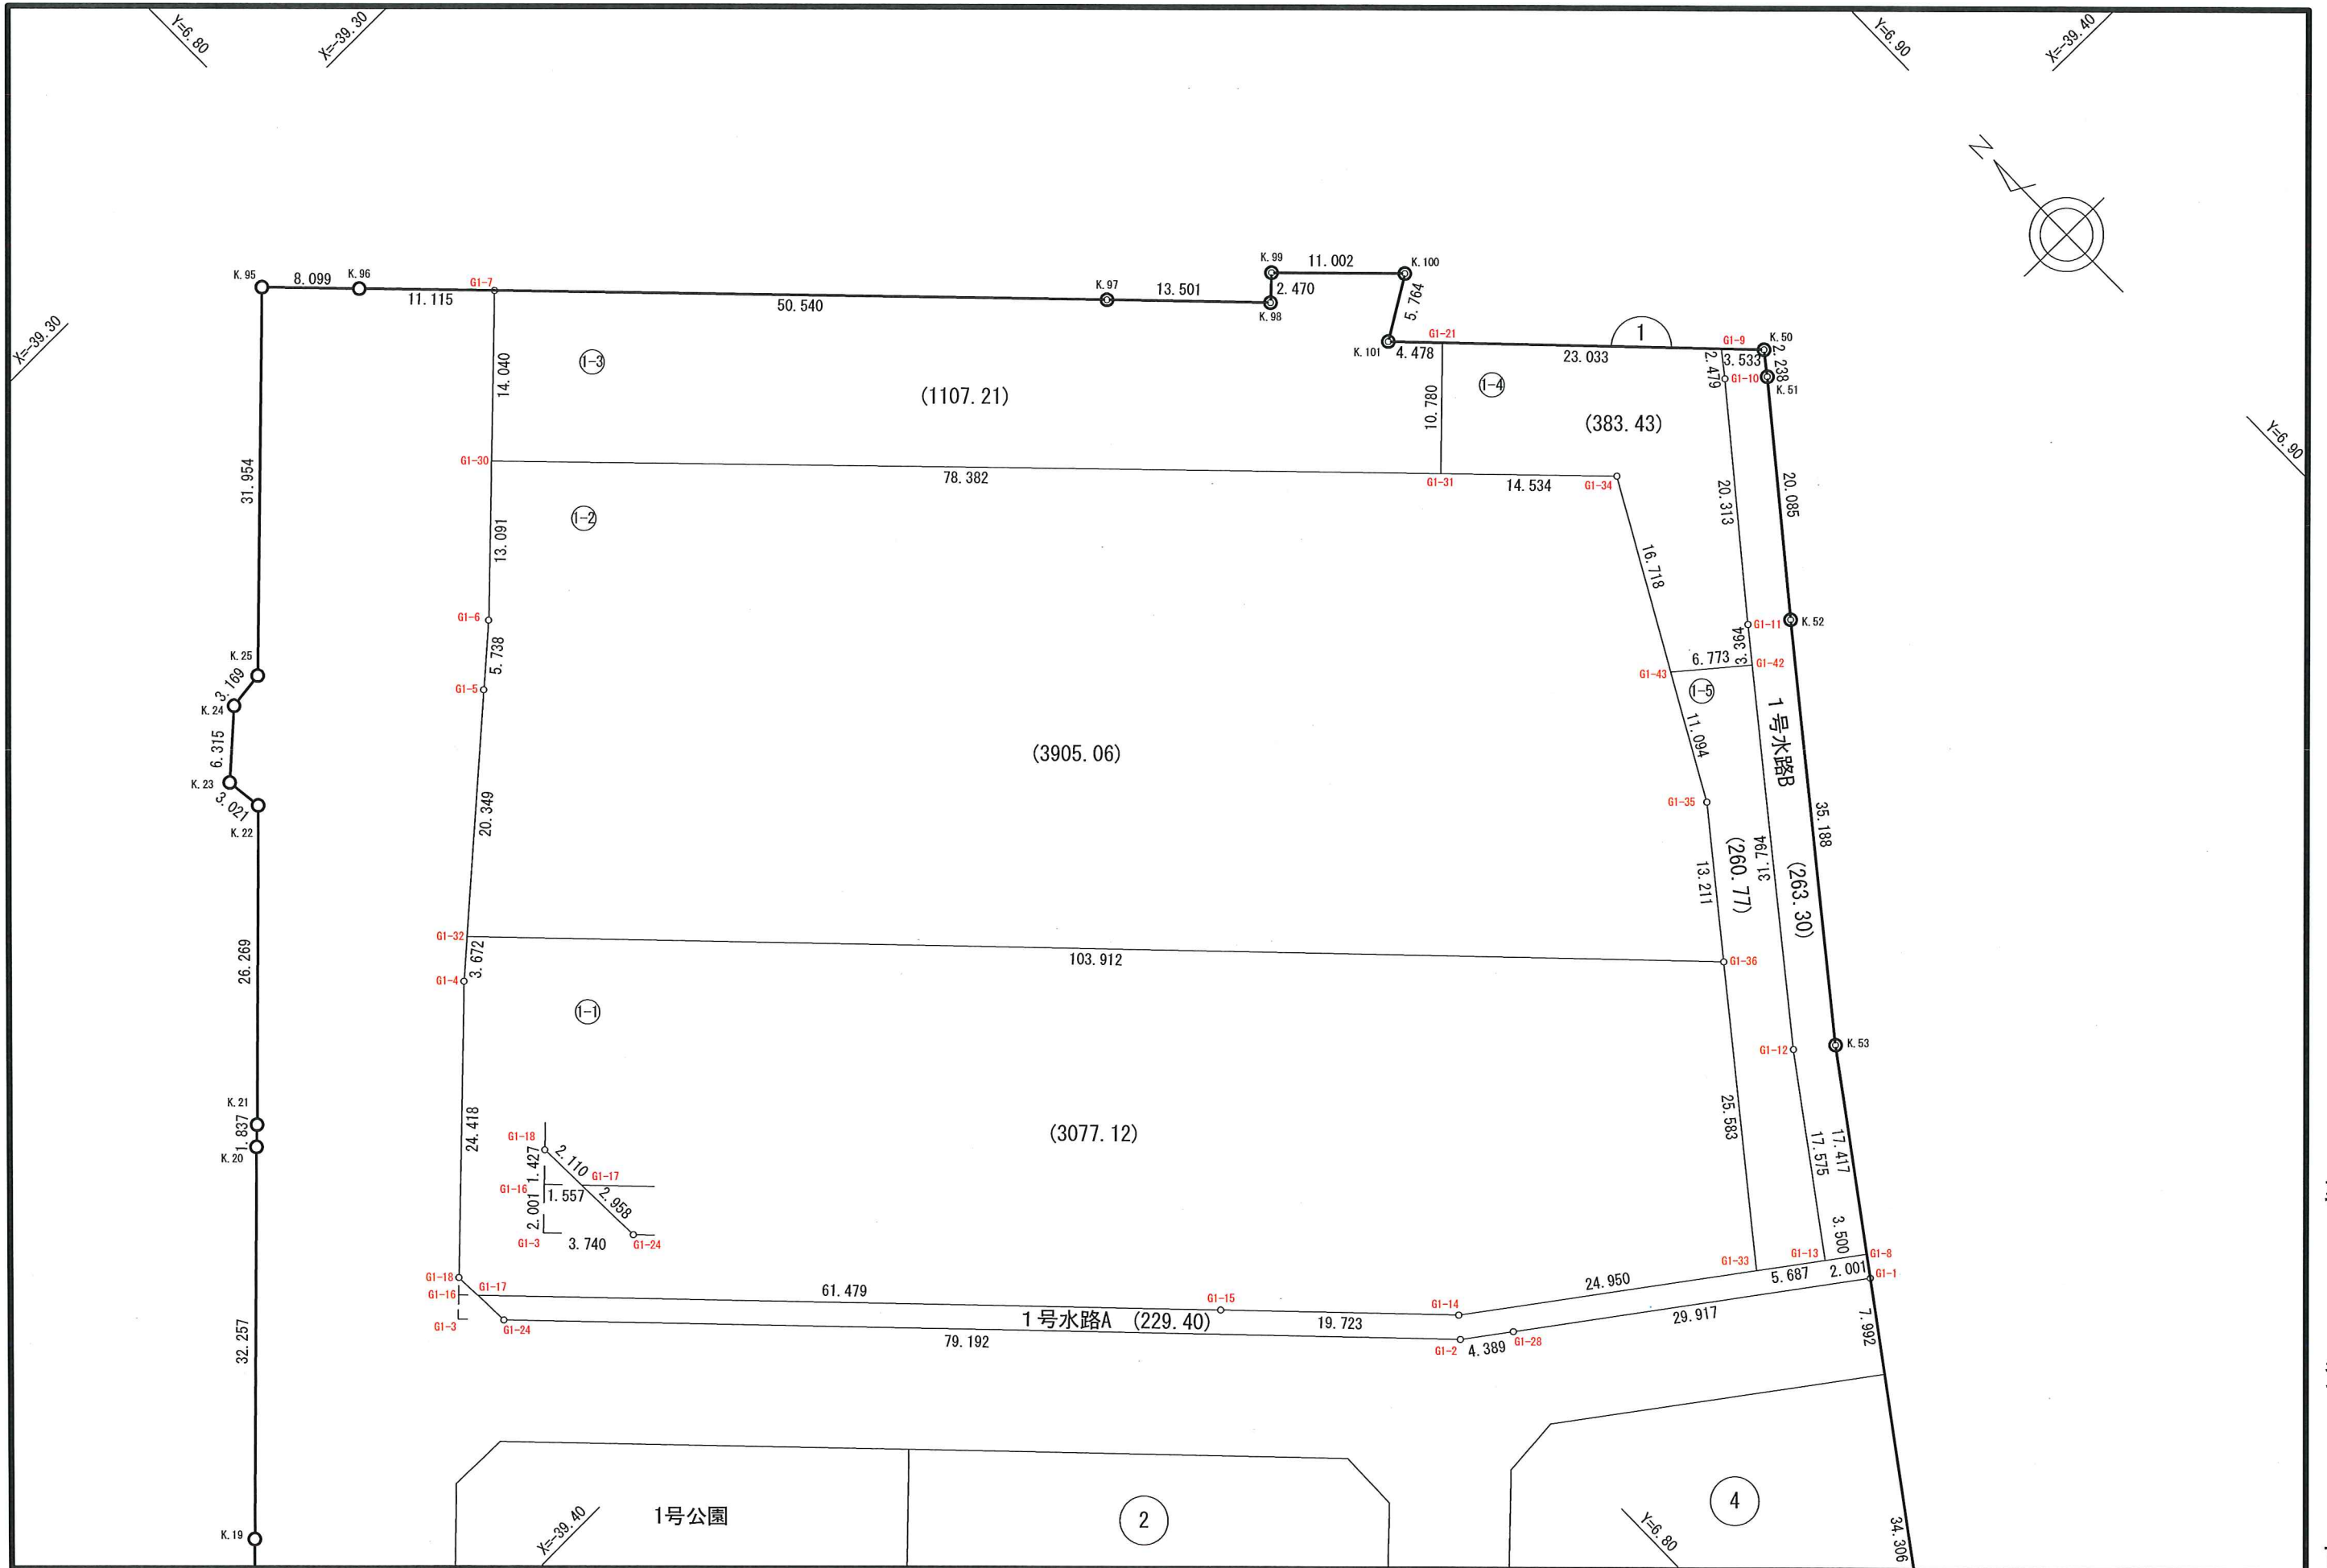 Y=6.80
X=-39.30
Y=6.90
X=-39.40
N
X=-39.30
Y=6.90
K.95
8.099
K.96
11.115
G1-7
50.540
K.97
13.501
K.98
2.470
K.99
11.002
K.100
5.764
K.101
4.478
G1-21
23.033
1
G1-9
3.533
K.50
2.238
K.51
2.479
G1-10
14.040
1-3
(1107.21)
10.780
1-4
(383.43)
31.954
G1-30
78.382
G1-31
14.534
G1-34
20.313
20.085
1-2
13.091
16.718
G1-6
G1-11
K.52
3.364
5.738
6.773
G1-42
G1-43
K.25
3.169
K.24
G1-5
1-5
6.315
11.094
1号水路B
(3905.06)
K.23
3.021
K.22
20.349
G1-35
35.188
31.794
(260.77)
13.211
(263.30)
G1-32
103.912
G1-36
26.269
3.672
G1-4
1-1
G1-12
K.53
K.21
1.837
K.20
24.418
(3077.12)
25.583
17.417
17.575
G1-18
2.110
1.427
G1-17
G1-16
1.557
2.958
2.001
G1-3
3.740
G1-24
3.500
G1-33
G1-13
G1-8
5.687
2.001
G1-1
G1-18
G1-17
G1-16
61.479
G1-15
24.950
G1-14
G1-3
G1-24
1号水路A (229.40)
19.723
29.917
7.992
79.192
G1-2
4.389
G1-28
32.257
K.19
X=-39.40
1号公園
2
Y=6.80
4
34.306